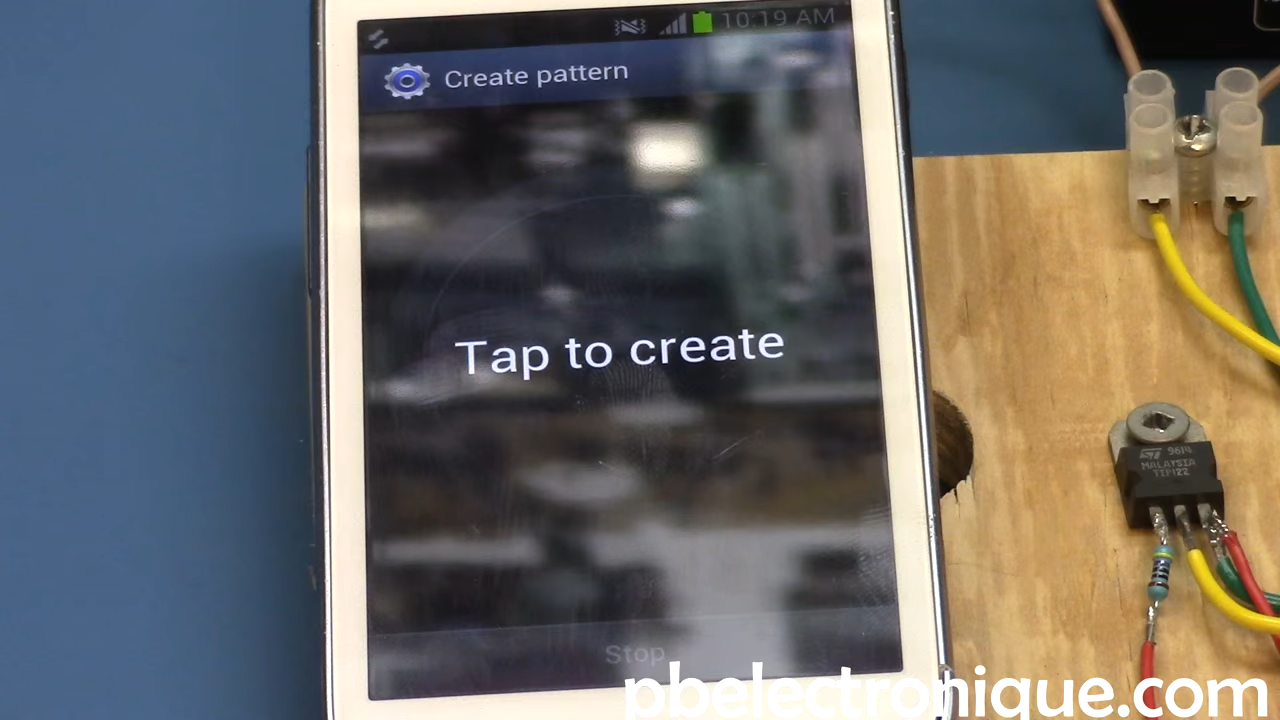 10:19 AM
Create pattern
Tap to create
9614
MALAYSIA
TIP122
Stop
pbelectronique.com